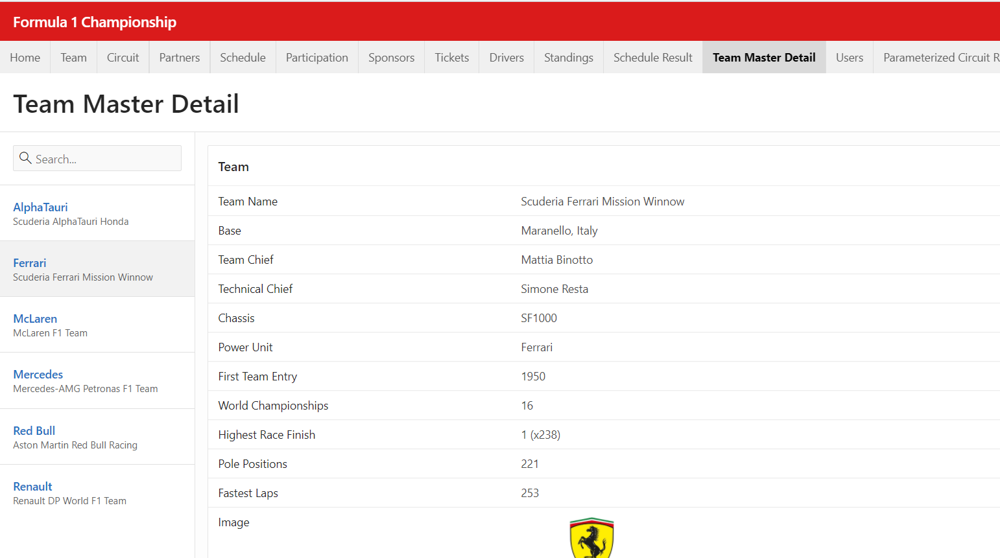 Formula 1 Championship
Home Team Circuit Partners Schedule Participation Sponsors Tickets Drivers Standings Schedule Result Team Master Detail Users Parameterized Circuit R
Team Master Detail
Search...
AlphaTauri
Scuderia AlphaTauri Honda
Ferrari
Scuderia Ferrari Mission Winnow
McLaren
McLaren F1 Team
Mercedes
Mercedes-AMG Petronas F1 Team
Red Bull
Aston Martin Red Bull Racing
Renault
Renault DP World F1 Team
Team
Team Name Scuderia Ferrari Mission Winnow
Base Maranello, Italy
Team Chief Mattia Binotto
Technical Chief Simone Resta
Chassis SF1000
Power Unit Ferrari
First Team Entry 1950
World Championships 16
Highest Race Finish 1 (x238)
Pole Positions 221
Fastest Laps 253
Image